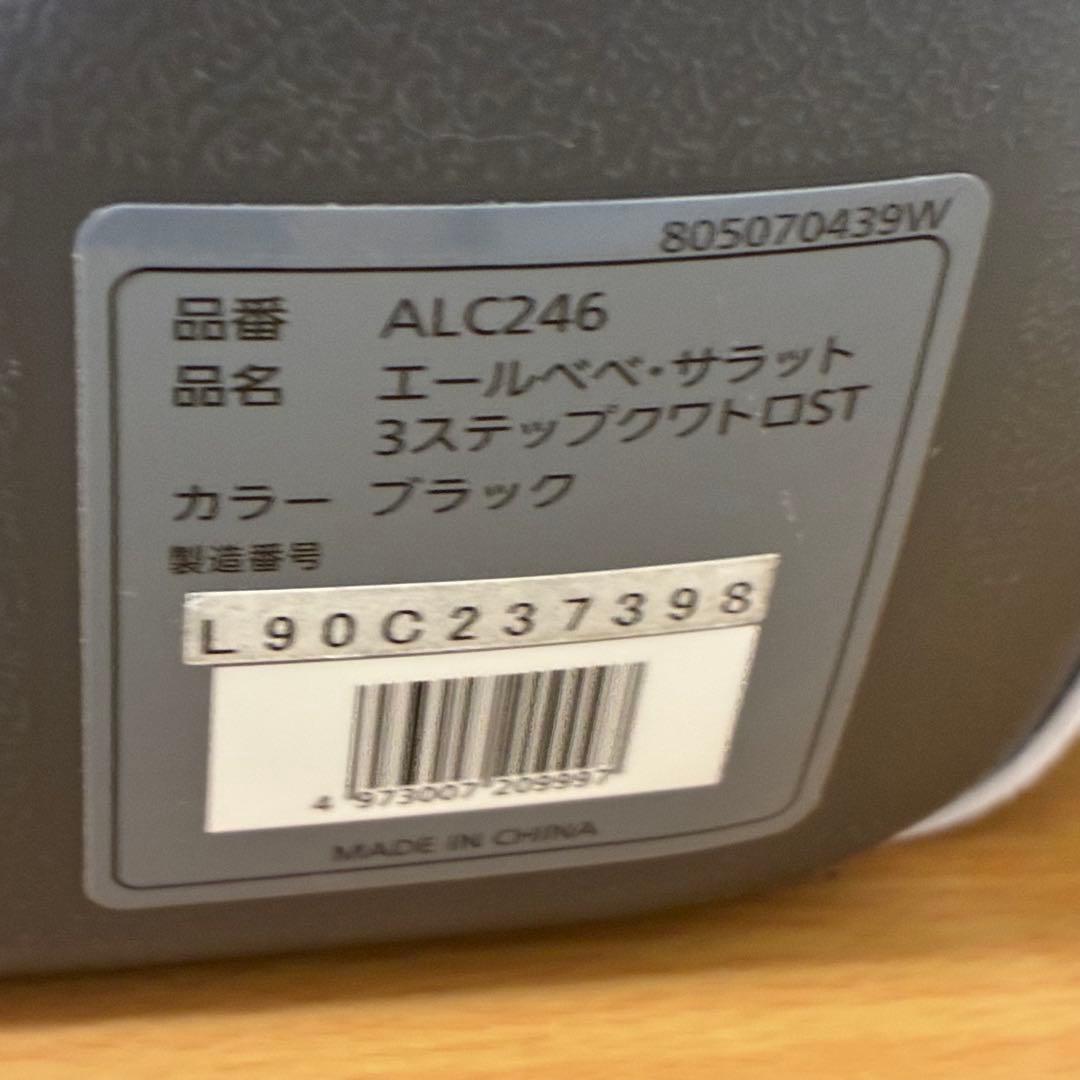 805070439W
品番 ALC246
品名 エールベベ・サラット
3ステップクワトロST
カラー ブラック
製造番号
L90C237398
4 973007 209997
MADE IN CHINA